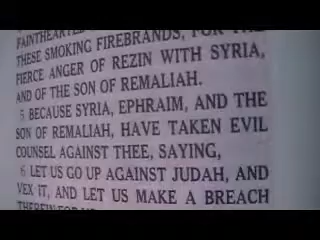 FAINTHEARTED
THESE SMOKING FIREBRANDS, FOR THE
FIERCE ANGER OF REZIN WITH SYRIA,
AND OF THE SON OF REMALIAH.
5 BECAUSE SYRIA, EPHRAIM, AND THE
SON OF REMALIAH, HAVE TAKEN EVIL
COUNSEL AGAINST THEE, SAYING,
6 LET US GO UP AGAINST JUDAH, AND
VEX IT, AND LET US MAKE A BREACH
THEREIN FOR